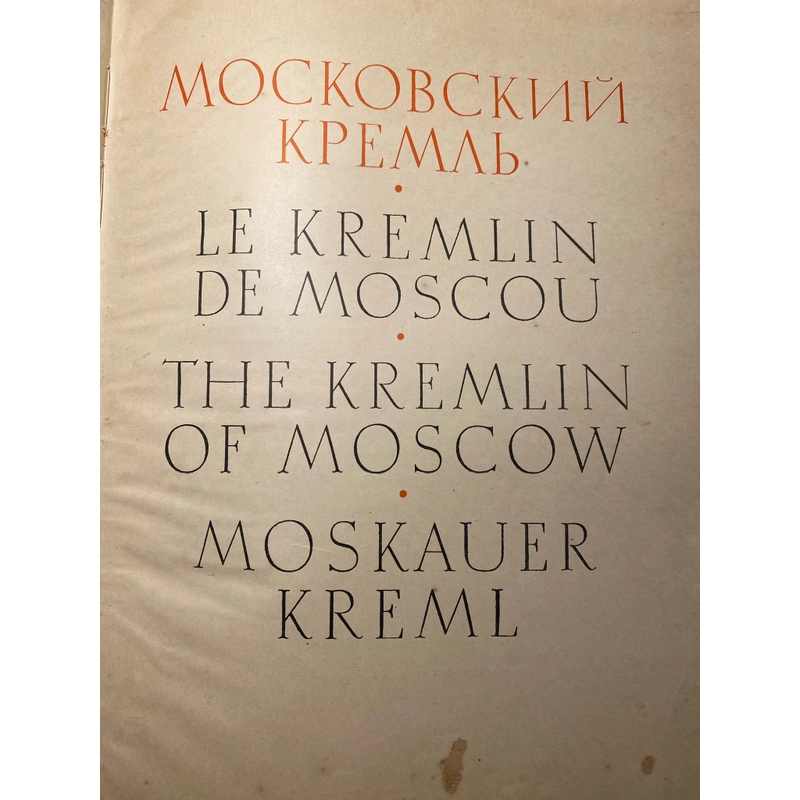 МОСКОВСКИЙ
КРЕМЛЬ
LE KREMLIN
DE MOSCOU
THE KREMLIN
OF MOSCOW
MOSKAUER
KREML